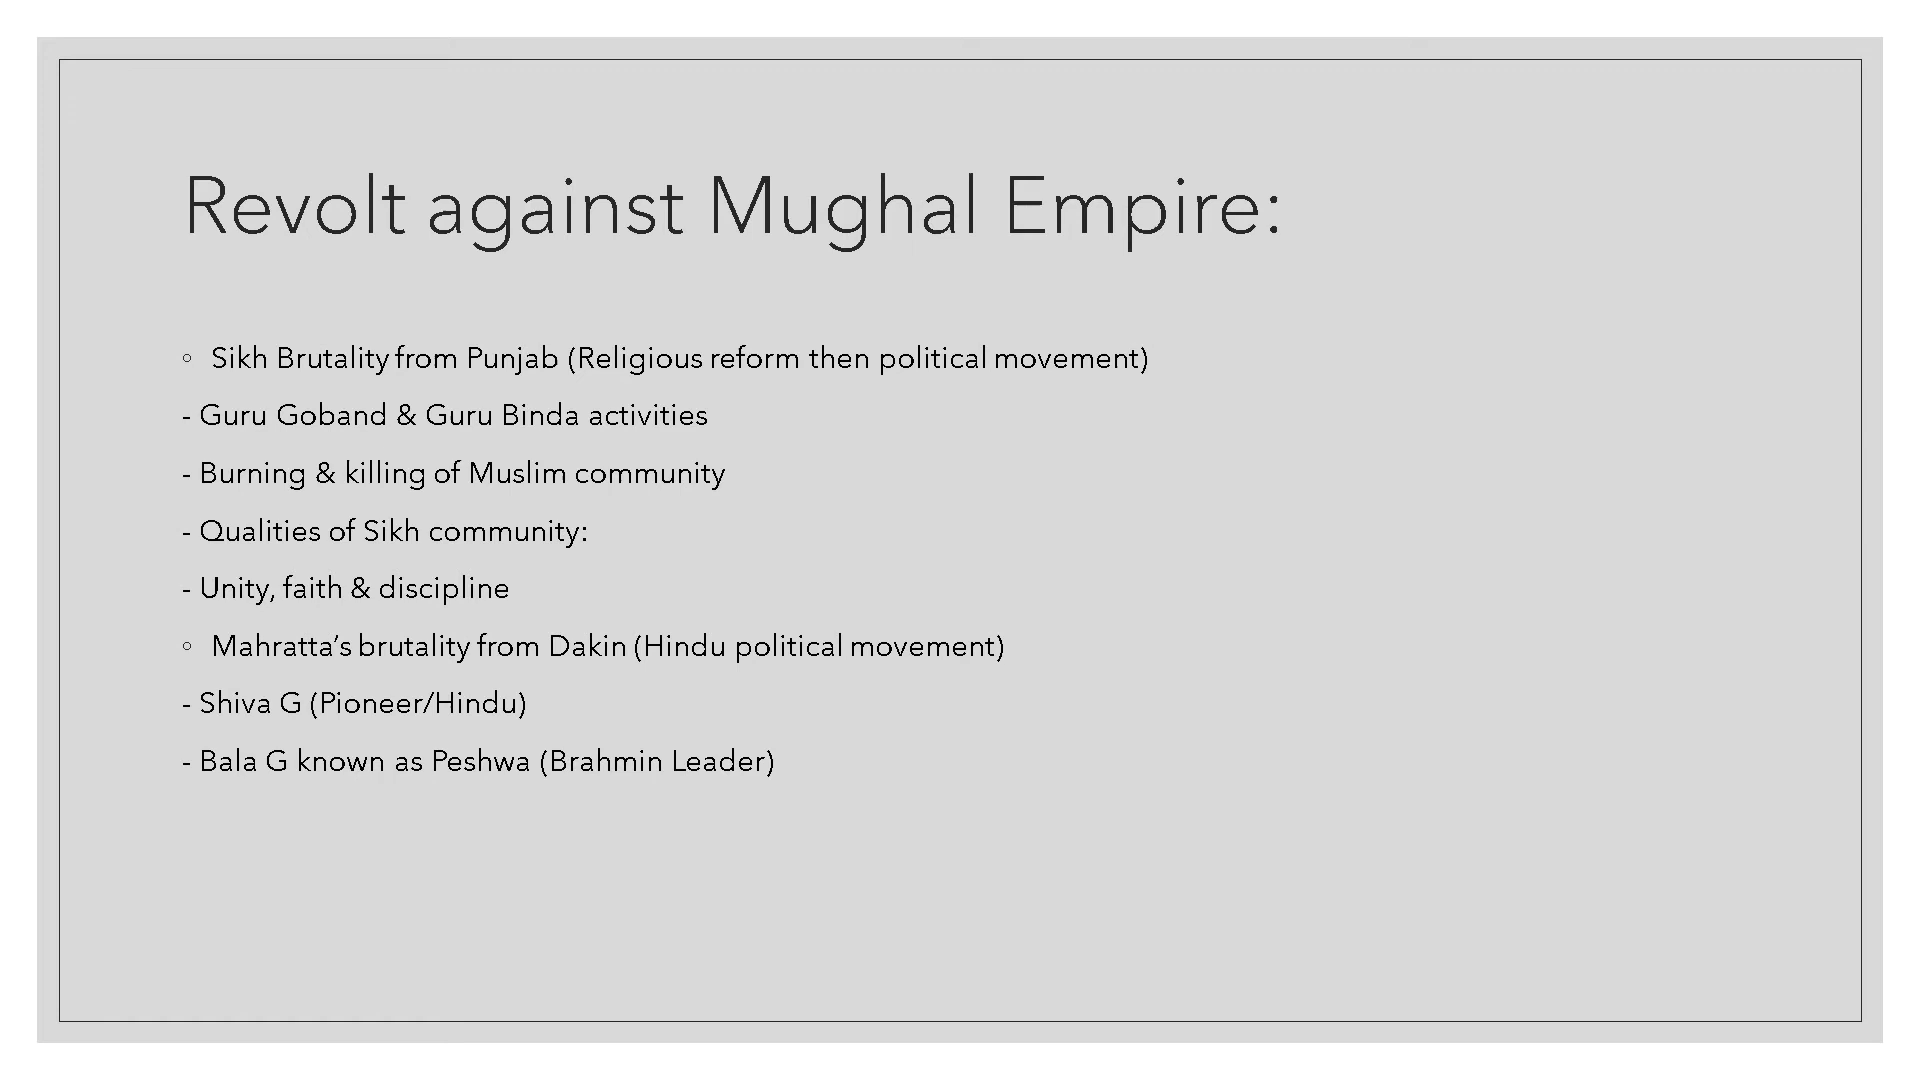 Revolt against Mughal Empire:
◦ Sikh Brutality from Punjab (Religious reform then political movement)
- Guru Goband & Guru Binda activities
- Burning & killing of Muslim community
- Qualities of Sikh community:
- Unity, faith & discipline
◦ Mahratta’s brutality from Dakin (Hindu political movement)
- Shiva G (Pioneer/Hindu)
- Bala G known as Peshwa (Brahmin Leader)